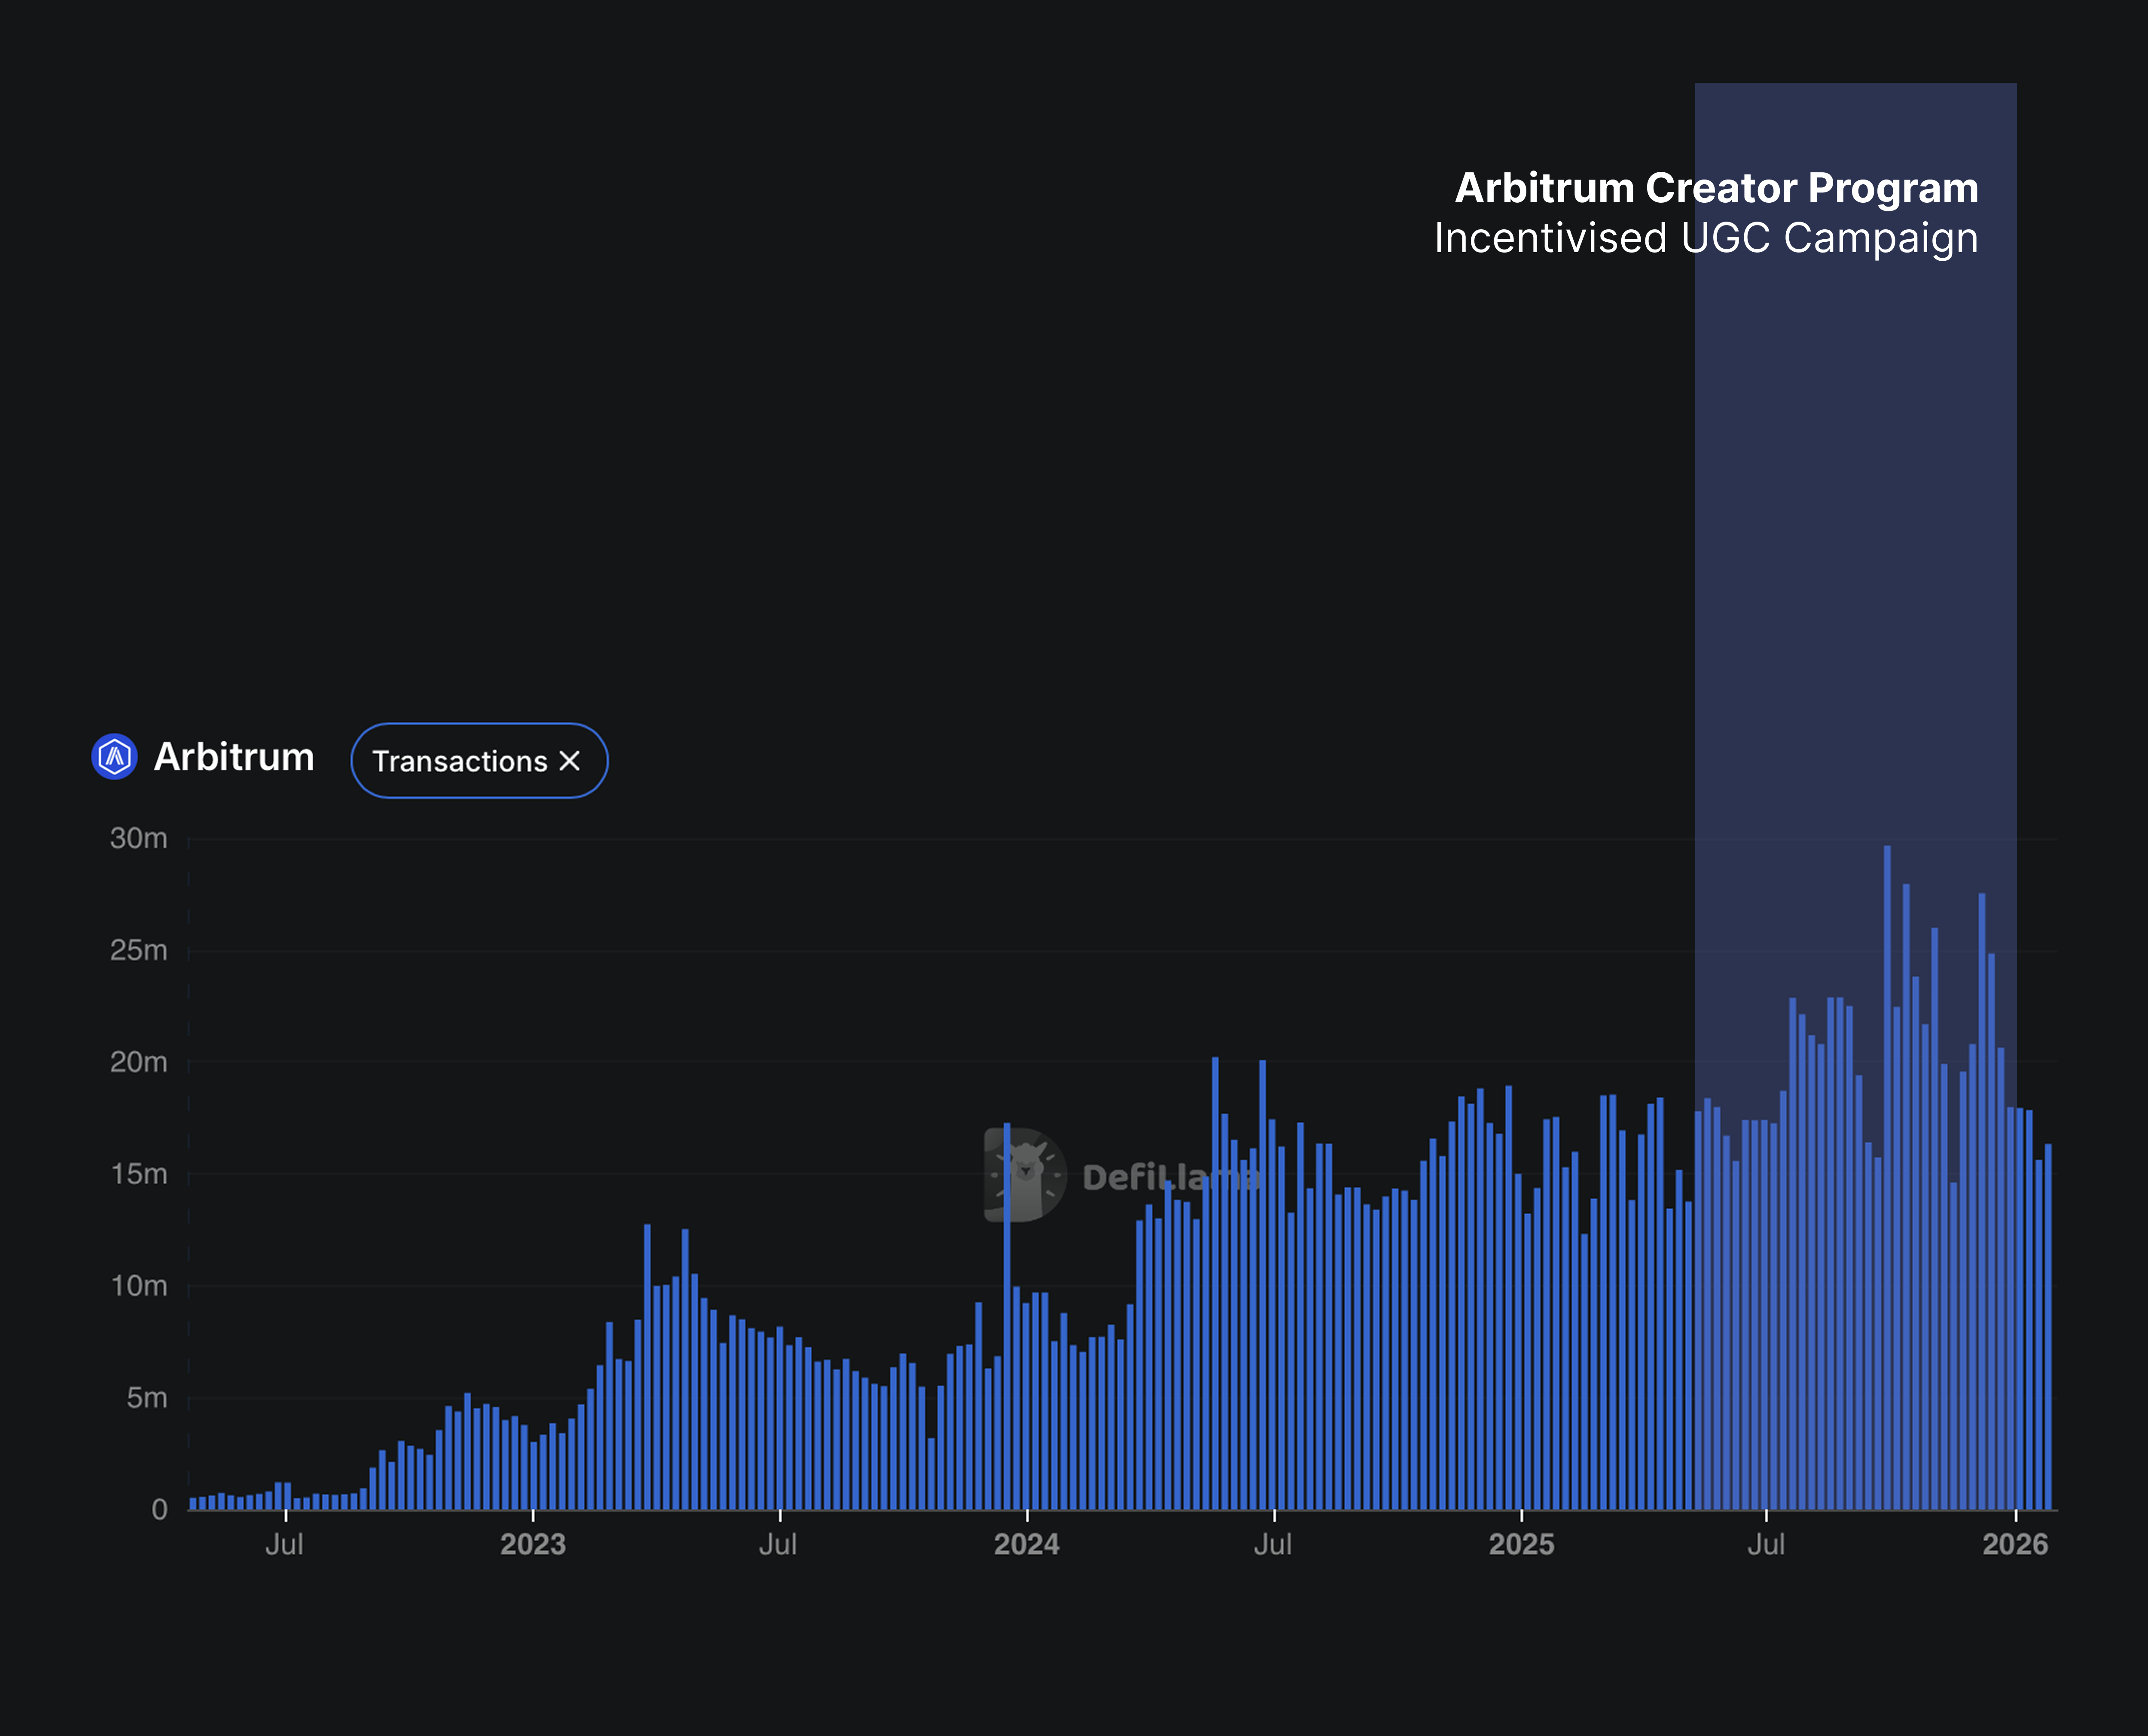 Arbitrum Creator Program
Incentivised UGC Campaign
Arbitrum
Transactions
30m
25m
20m
15m
10m
5m
0
DefiLlama
Jul
2023
Jul
2024
Jul
2025
Jul
2026